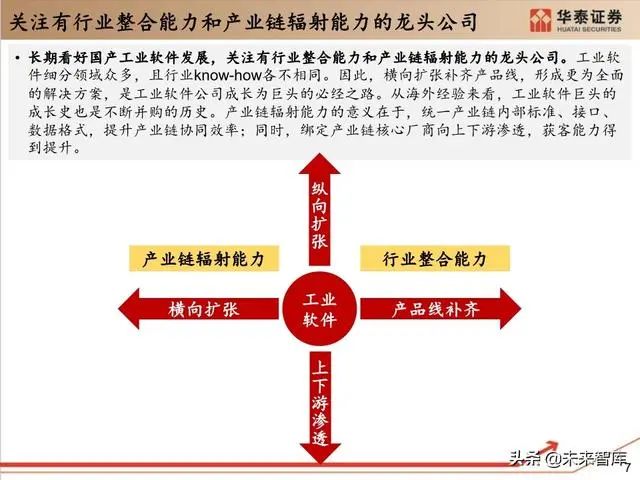 关注有行业整合能力和产业链辐射能力的龙头公司
华泰证券
HUATAI SECURITIES
• 长期看好国产工业软件发展，关注有行业整合能力和产业链辐射能力的龙头公司。工业软
件细分领域众多，且行业know-how各不相同。因此，横向扩张补齐产品线，形成更为全面
的解决方案，是工业软件公司成长为巨头的必经之路。从海外经验来看，工业软件巨头的
成长史也是不断并购的历史。产业链辐射能力的意义在于，统一产业链内部标准、接口、
数据格式，提升产业链协同效率；同时，绑定产业链核心厂商向上下游渗透，获客能力得
到提升。
纵向扩张
产业链辐射能力
行业整合能力
横向扩张
工业
软件
产品线补齐
上下游渗透
头条 @未来智库
7